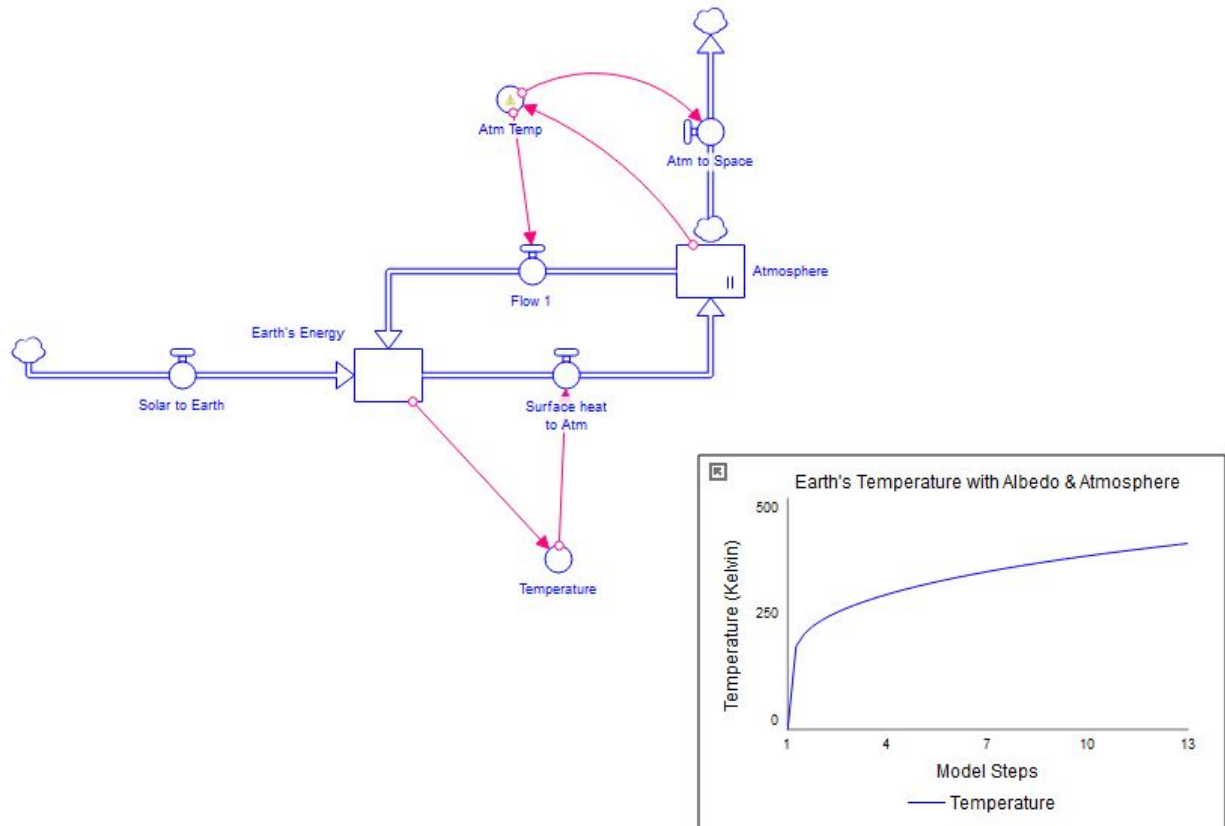 Atm Temp
Atm to Space
Atmosphere
Flow 1
Earth's Energy
Solar to Earth
Surface heat
to Atm
Temperature
Earth's Temperature with Albedo & Atmosphere
Temperature (Kelvin)
500
250
0
1 4 7 10 13
Model Steps
Temperature